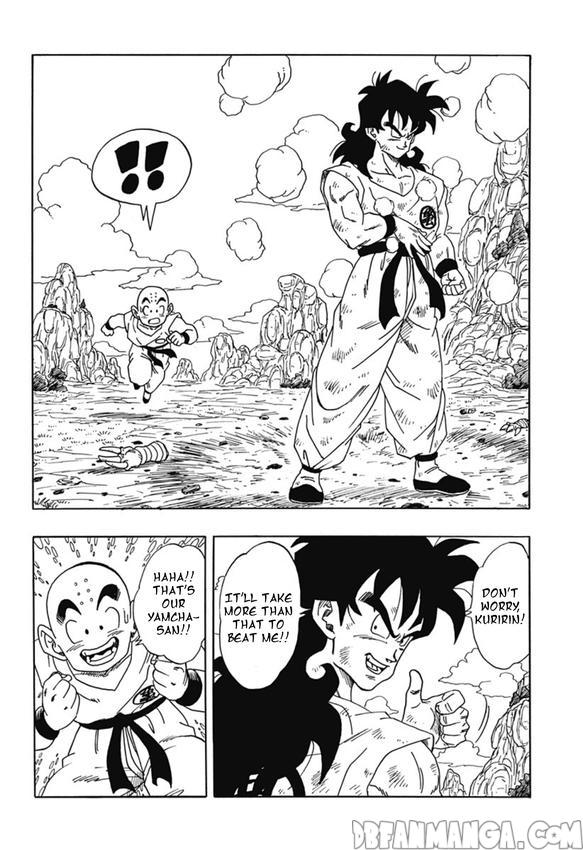 !!
DON'T
WORRY,
KURIRIN!
IT'LL TAKE
MORE THAN
THAT TO
BEAT ME!!
HAHA!!
THAT'S
OUR
YAMCHA-
SAN!!
DBFANMANGA.COM